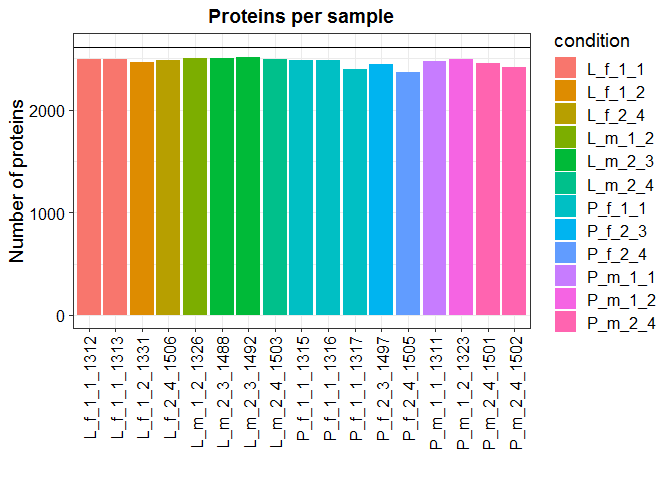 Proteins per sample
Number of proteins
2000
1000
0
L_f_1_1_1312
L_f_1_1_1313
L_f_1_2_1331
L_f_2_4_1506
L_m_1_2_1326
L_m_2_3_1488
L_m_2_3_1492
L_m_2_4_1503
P_f_1_1_1315
P_f_1_1_1316
P_f_1_1_1317
P_f_2_3_1497
P_f_2_4_1505
P_m_1_1_1311
P_m_1_2_1323
P_m_2_4_1501
P_m_2_4_1502
condition
L_f_1_1
L_f_1_2
L_f_2_4
L_m_1_2
L_m_2_3
L_m_2_4
P_f_1_1
P_f_2_3
P_f_2_4
P_m_1_1
P_m_1_2
P_m_2_4